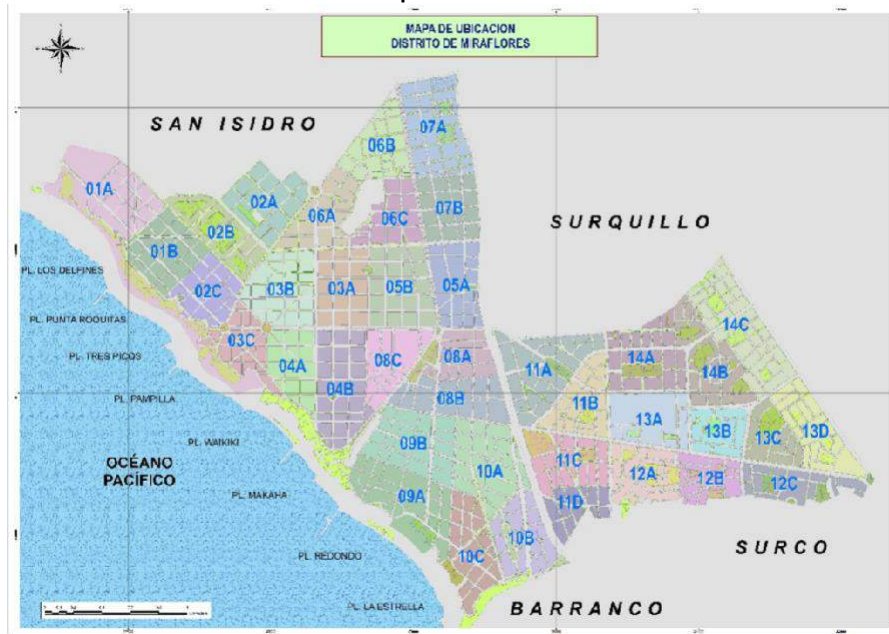 MAPA DE UBICACION
DISTRITO DE MIRAFLORES
SAN ISIDRO
07A
06B
01A
02A
06A
06C
07B
SURQUILLO
02B
01B
PL. LOS DELFINES
02C
03B
03A
05B
05A
PL. PUNTA ROQUITAS
03C
14C
PL. TRES PICOS
04A
04B
08C
08A
11A
14A
14B
PL. PAMPILLA
08B
11B
13A
13B
13C
13D
PL. WAIKIKI
09B
OCÉANO
PACÍFICO
10A
11C
12A
12B
12C
PL. MAKAHA
09A
11D
10B
10C
PL. REDONDO
SURCO
PL. LA ESTRELLA
BARRANCO